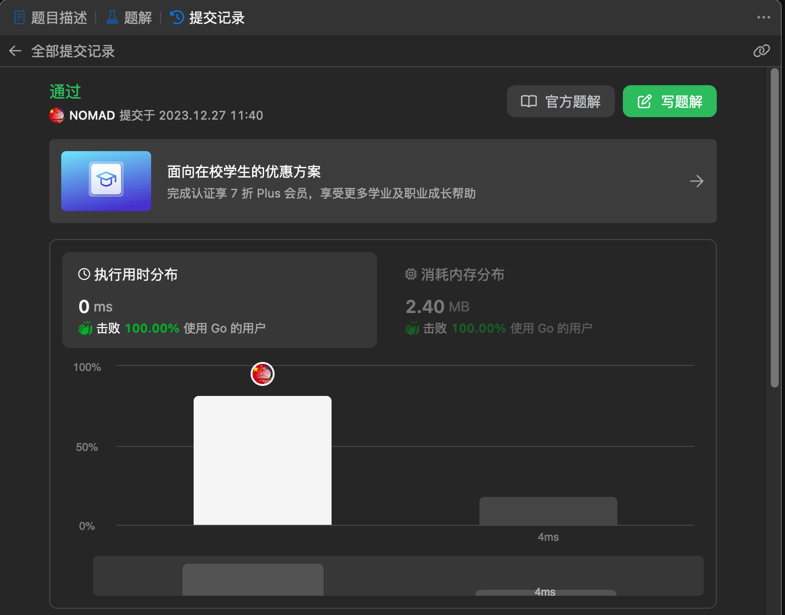 题目描述 题解 提交记录
全部提交记录
通过
NOMAD 提交于 2023.12.27 11:40
官方题解
写题解
面向在校学生的优惠方案
完成认证享 7 折 Plus 会员，享受更多学业及职业成长帮助
执行用时分布
0 ms
击败 100.00% 使用 Go 的用户
消耗内存分布
2.40 MB
击败 100.00% 使用 Go 的用户
100%
50%
0%
4ms
4ms